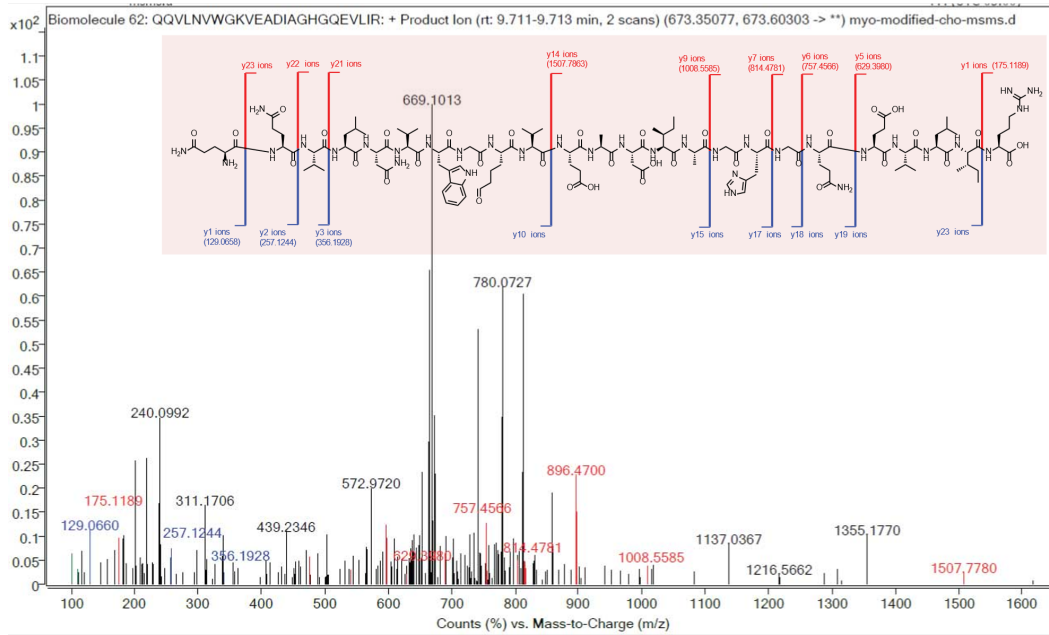 Biomolecule 62: QQVLNVWGKVEADIAGHGQEVLIR: + Product Ion (rt: 9.711-9.713 min, 2 scans) (673.35077, 673.60303 -> **) myo-modified-cho-msms.d
x10²
1.1
1
0.95
0.9
0.85
0.8
0.75
0.7
0.65
0.6
0.55
0.5
0.45
0.4
0.35
0.3
0.25
0.2
0.15
0.1
0.05
0
y23 ions
y22 ions
y21 ions
y14 ions
(1507.7863)
y9 ions
(1008.5585)
y7 ions
(814.4781)
y6 ions
(757.4566)
y5 ions
(629.3980)
y1 ions (175.1189)
y1 ions
(129.0658)
y2 ions
(257.1244)
y3 ions
(356.1928)
y10 ions
y15 ions
y17 ions
y18 ions
y19 ions
y23 ions
669.1013
780.0727
240.0992
896.4700
572.9720
175.1189
311.1706
757.4566
129.0660
257.1244
439.2346
356.1928
629.3980
814.4781
1008.5585
1137.0367
1216.5662
1355.1770
1507.7780
100 200 300 400 500 600 700 800 900 1000 1100 1200 1300 1400 1500 1600
Counts (%) vs. Mass-to-Charge (m/z)